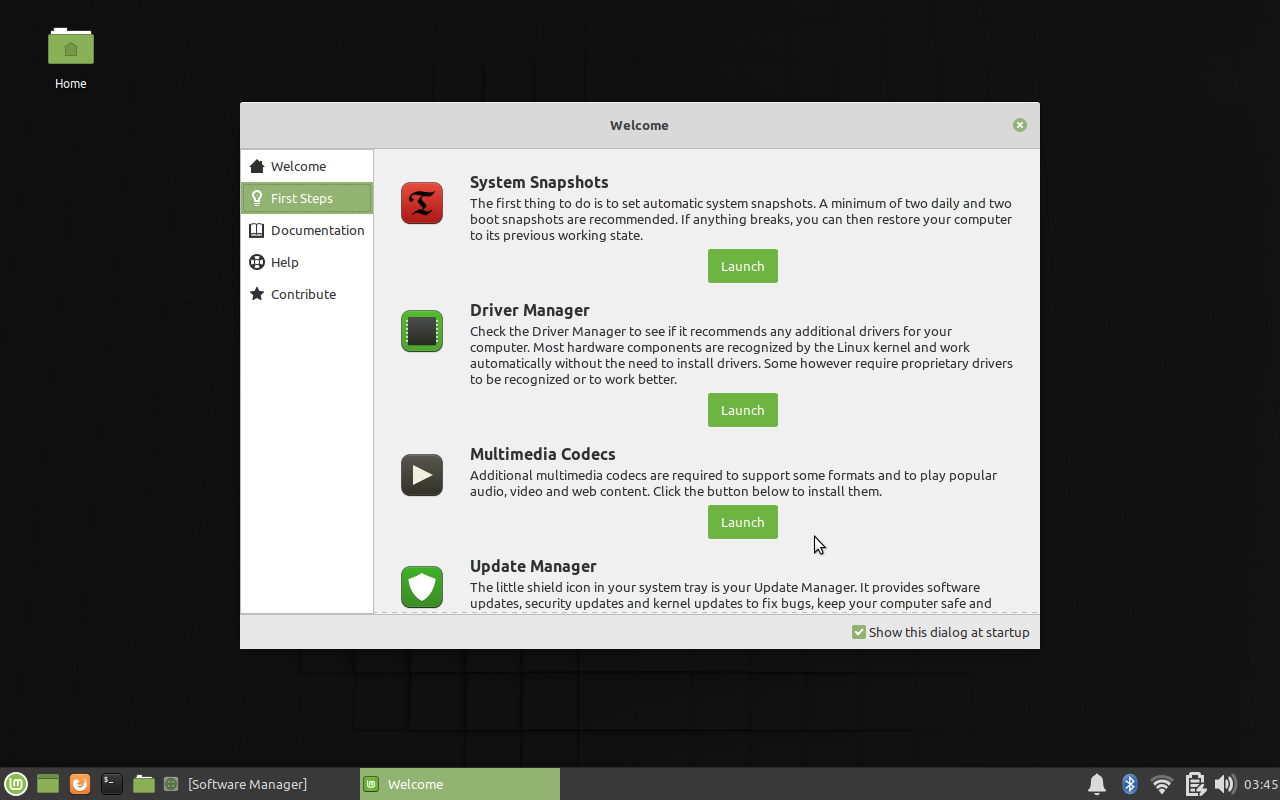 Home
Welcome
Welcome
First Steps
Documentation
Help
Contribute
System Snapshots
The first thing to do is to set automatic system snapshots. A minimum of two daily and two
boot snapshots are recommended. If anything breaks, you can then restore your computer
to its previous working state.
Launch
Driver Manager
Check the Driver Manager to see if it recommends any additional drivers for your
computer. Most hardware components are recognized by the Linux kernel and work
automatically without the need to install drivers. Some however require proprietary drivers
to be recognized or to work better.
Launch
Multimedia Codecs
Additional multimedia codecs are required to support some formats and to play popular
audio, video and web content. Click the button below to install them.
Launch
Update Manager
The little shield icon in your system tray is your Update Manager. It provides software
updates, security updates and kernel updates to fix bugs, keep your computer safe and
Show this dialog at startup
[Software Manager]
Welcome
03:45